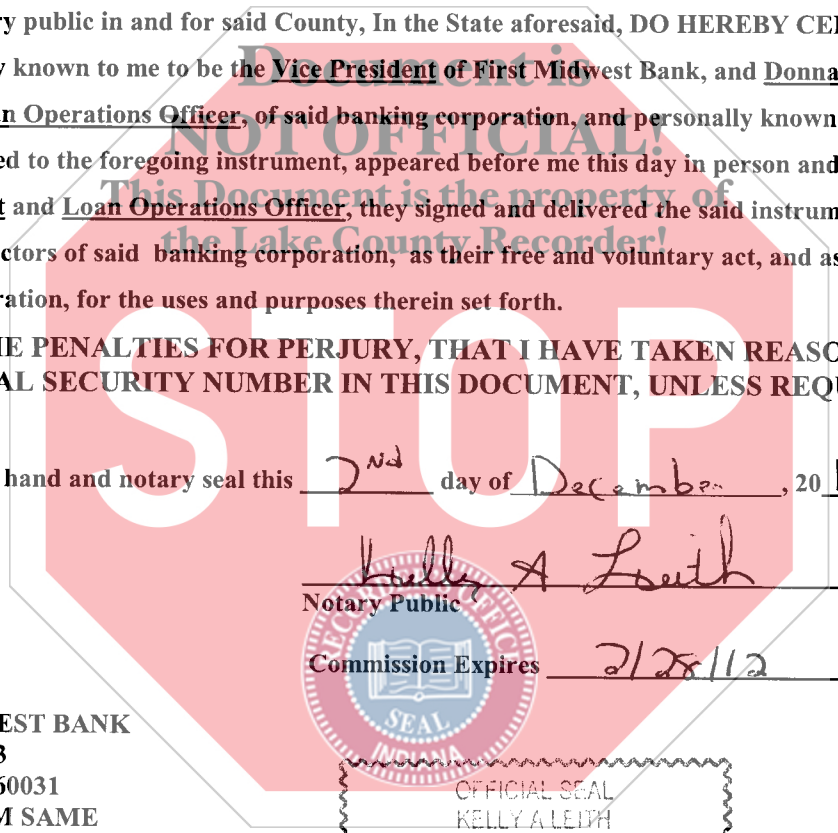 ry public in and for said County, In the State aforesaid, DO HEREBY CE
y known to me to be the Vice President of First Midwest Bank, and Donna
n Operations Officer, of said banking corporation, and personally known
ed to the foregoing instrument, appeared before me this day in person and
t and Loan Operations Officer, they signed and delivered the said instrum
ctors of said banking corporation, as their free and voluntary act, and as
ration, for the uses and purposes therein set forth.
Document is
NOT OFFICIAL!
This Document is the property of
the Lake County Recorder!
STOP
HE PENALTIES FOR PERJURY, THAT I HAVE TAKEN REASO
AL SECURITY NUMBER IN THIS DOCUMENT, UNLESS REQU
hand and notary seal this 2nd day of December, 20
Kelly A Leith
Notary Public
Commission Expires 2/28/12
RECORDER'S OFFICE
SEAL
INDIANA
EST BANK
3
60031
M SAME
OFFICIAL SEAL
KELLY A LEITH